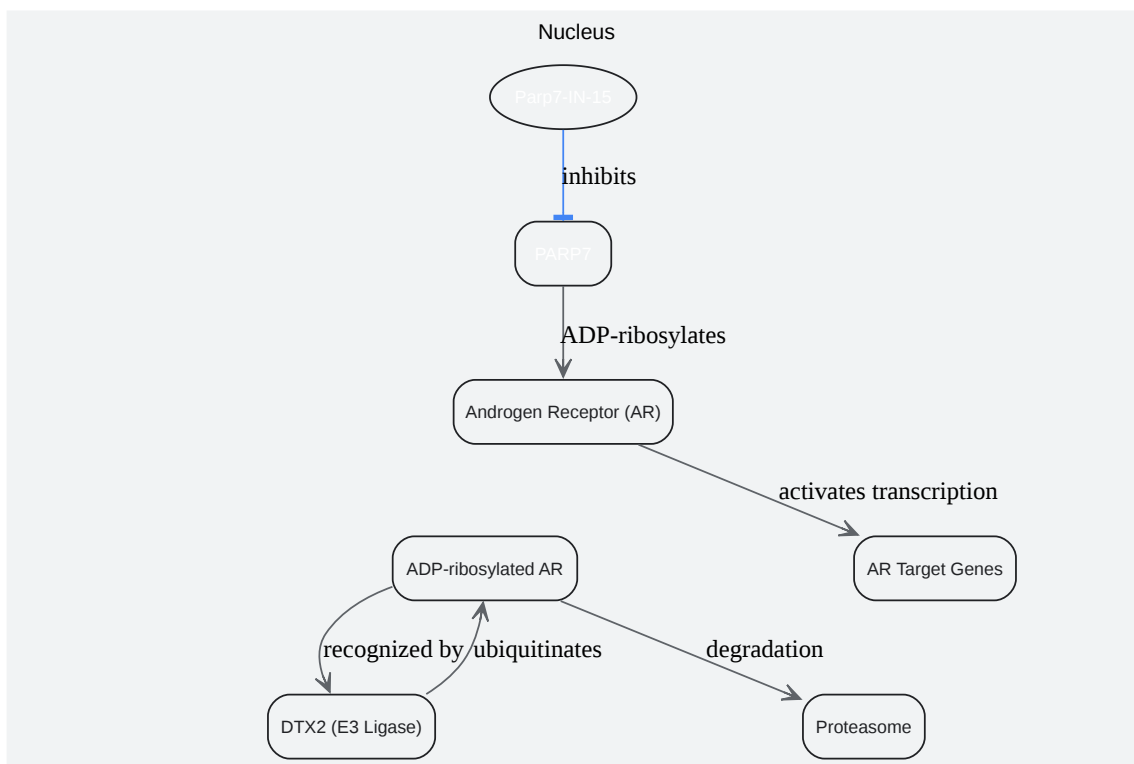 Nucleus
Parp7-IN-15
inhibits
PARP7
ADP-ribosylates
Androgen Receptor (AR)
activates transcription
ADP-ribosylated AR
AR Target Genes
recognized by
ubiquitinates
degradation
DTX2 (E3 Ligase)
Proteasome